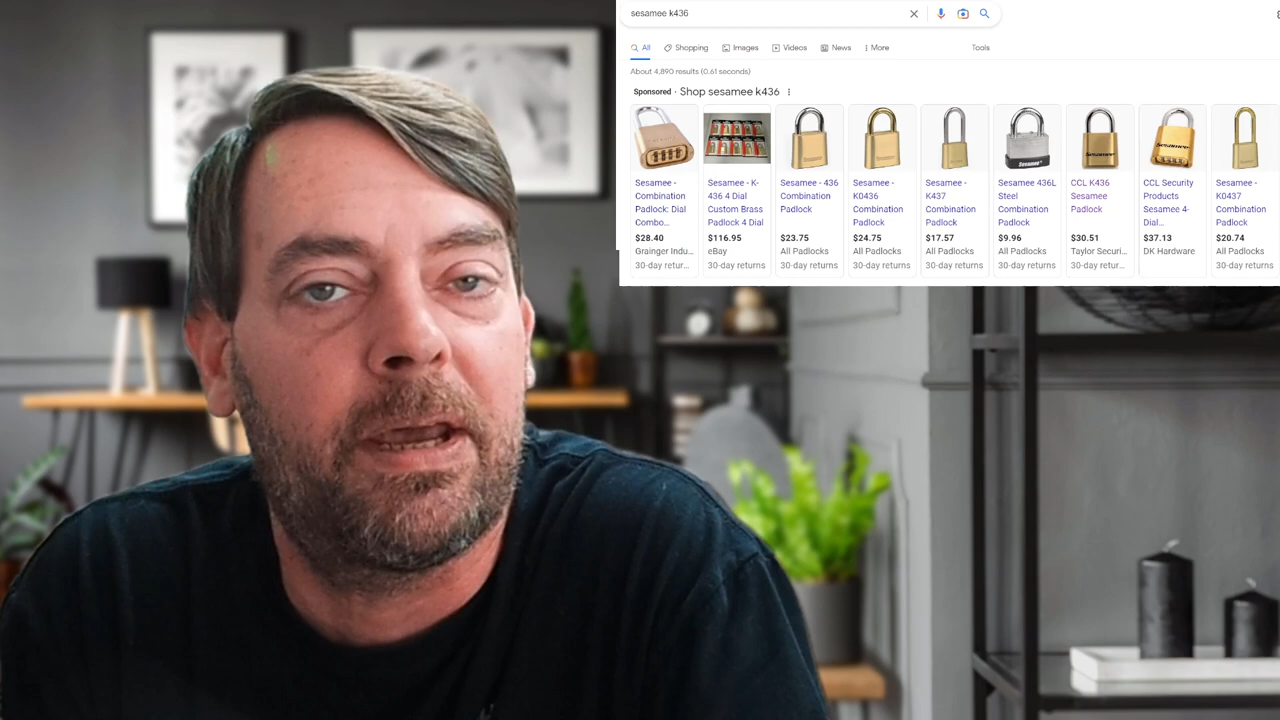 sesamee k436
All
Shopping
Images
Videos
News
More
Tools
About 4,890 results (0.61 seconds)
Sponsored · Shop sesamee k436
Sesamee -
Combination
Padlock: Dial
Combo...
$28.40
Grainger Indu...
30-day retur...
Sesamee - K-
436 4 Dial
Custom Brass
Padlock 4 Dial
$116.95
eBay
30-day returns
Sesamee - 436
Combination
Padlock
$23.75
All Padlocks
30-day returns
Sesamee -
K0436
Combination
Padlock
$24.75
All Padlocks
30-day returns
Sesamee -
K437
Combination
Padlock
$17.57
All Padlocks
30-day returns
Sesamee
Sesamee 436L
Steel
Combination
Padlock
$9.96
All Padlocks
30-day returns
Sesamee
CCL K436
Sesamee
Padlock
$30.51
Taylor Securi...
30-day retur...
Sesamee
CCL Security
Products
Sesamee 4-
Dial...
$37.13
DK Hardware
Sesamee -
K0437
Combination
Padlock
$20.74
All Padlocks
30-day returns